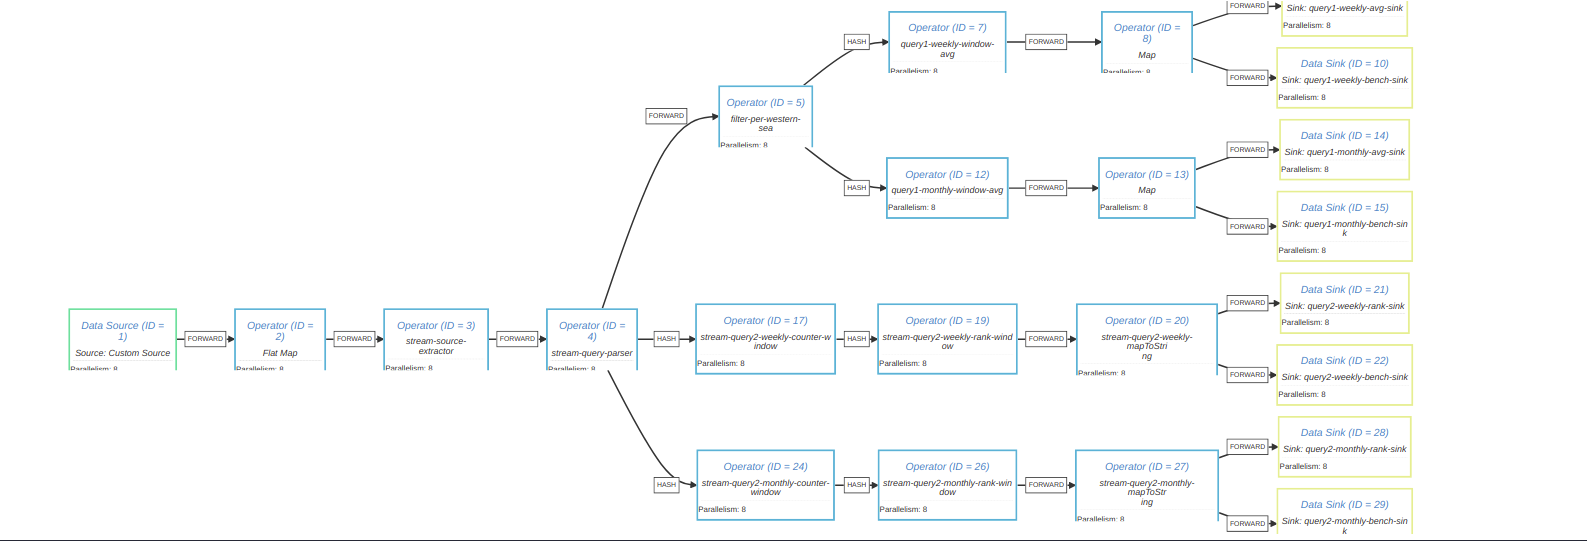 Sink: query1-weekly-avg-sink
Parallelism: 8
FORWARD
Operator (ID = 7)
query1-weekly-window-
avg
Parallelism: 8
HASH
FORWARD
Operator (ID =
8)
Map
Parallelism: 8
FORWARD
Data Sink (ID = 10)
Sink: query1-weekly-bench-sink
Parallelism: 8
FORWARD
Operator (ID = 5)
filter-per-western-
sea
Parallelism: 8
HASH
Operator (ID = 12)
query1-monthly-window-avg
Parallelism: 8
FORWARD
Operator (ID = 13)
Map
Parallelism: 8
FORWARD
Data Sink (ID = 14)
Sink: query1-monthly-avg-sink
Parallelism: 8
FORWARD
Data Sink (ID = 15)
Sink: query1-monthly-bench-sin
k
Parallelism: 8
Data Source (ID =
1)
Source: Custom Source
Parallelism: 8
FORWARD
Operator (ID =
2)
Flat Map
Parallelism: 8
FORWARD
Operator (ID = 3)
stream-source-
extractor
Parallelism: 8
FORWARD
Operator (ID =
4)
stream-query-parser
Parallelism: 8
HASH
Operator (ID = 17)
stream-query2-weekly-counter-w
indow
Parallelism: 8
HASH
Operator (ID = 19)
stream-query2-weekly-rank-wind
ow
Parallelism: 8
FORWARD
Operator (ID = 20)
stream-query2-weekly-
mapToStri
ng
Parallelism: 8
FORWARD
Data Sink (ID = 21)
Sink: query2-weekly-rank-sink
Parallelism: 8
FORWARD
Data Sink (ID = 22)
Sink: query2-weekly-bench-sink
Parallelism: 8
HASH
Operator (ID = 24)
stream-query2-monthly-counter-
window
Parallelism: 8
HASH
Operator (ID = 26)
stream-query2-monthly-rank-win
dow
Parallelism: 8
FORWARD
Operator (ID = 27)
stream-query2-monthly-
mapToStr
ing
Parallelism: 8
FORWARD
Data Sink (ID = 28)
Sink: query2-monthly-rank-sink
Parallelism: 8
FORWARD
Data Sink (ID = 29)
Sink: query2-monthly-bench-sin
k